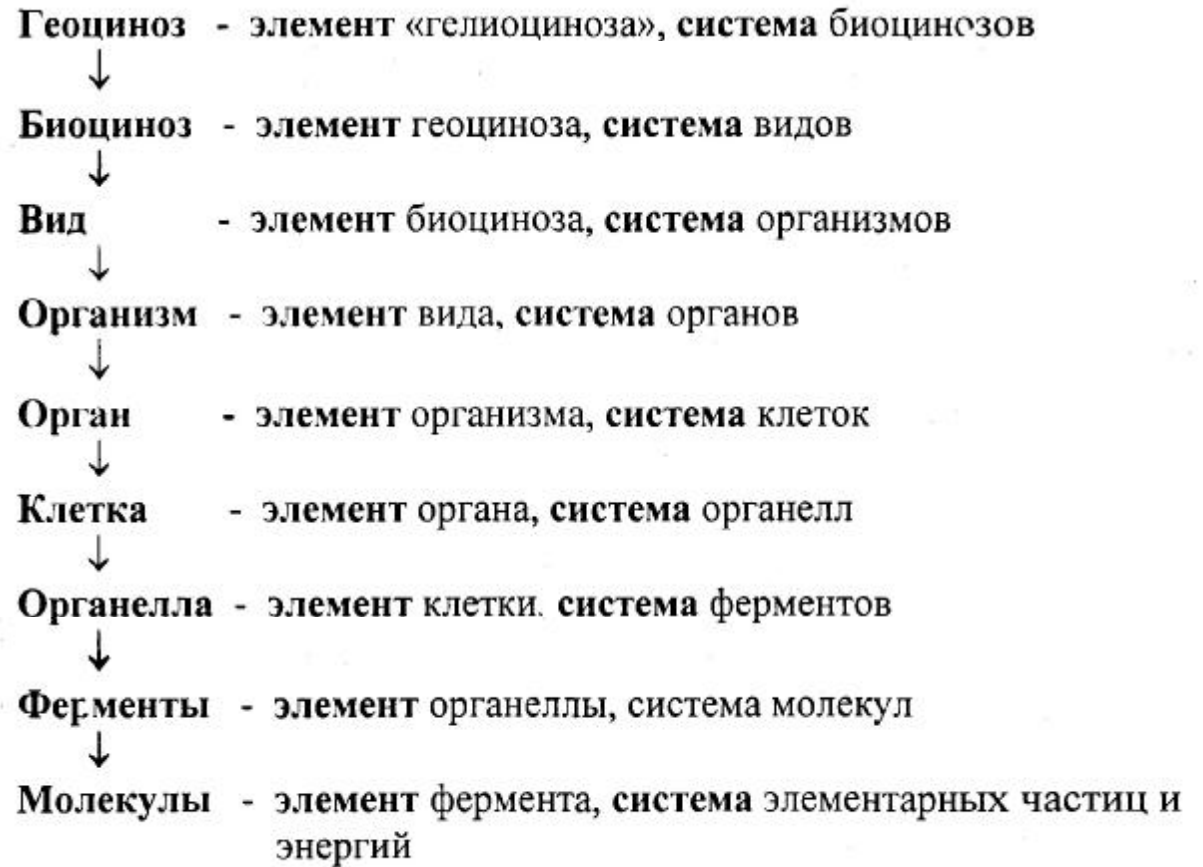 Геоциноз - элемент «гелиоциноза», система биоцинозов
↓
Биоциноз - элемент геоциноза, система видов
↓
Вид - элемент биоциноза, система организмов
↓
Организм - элемент вида, система органов
↓
Орган - элемент организма, система клеток
↓
Клетка - элемент органа, система органелл
↓
Органелла - элемент клетки. система ферментов
↓
Ферменты - элемент органеллы, система молекул
↓
Молекулы - элемент фермента, система элементарных частиц и
энергий